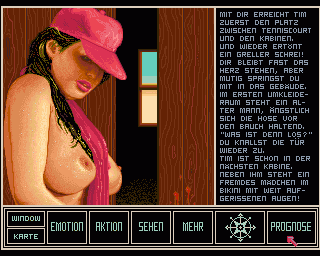 MIT DIR ERREICHT TIM
ZUERST DEN PLATZ
ZWISCHEN TENNISCOURT
UND DEN KABINEN.
UND WIEDER ERTÖNT
EIN GRELLER SCHREI!
DIR BLEIBT FAST DAS
HERZ STEHEN, ABER
MUTIG SPRINGST DU
MIT IN DAS GEBÄUDE.
IM ERSTEN UMKLEIDE-
RAUM STEHT EIN AL-
TER MANN, ÄNGSTLICH
SICH DIE HOSE VOR
DEN BAUCH HALTEND.
"WAS IST DENN LOS?"
DU KNALLST DIE TÜR
WIEDER ZU.
TIM IST SCHON IN DER
NÄCHSTEN KABINE.
NEBEN IHM STEHT EIN
FREMDES MÄDCHEN IM
BIKINI MIT WEIT AUF-
GERISSENEN AUGEN!
WINDOW
KARTE
EMOTION
AKTION
SEHEN
MEHR
PROGNOSE